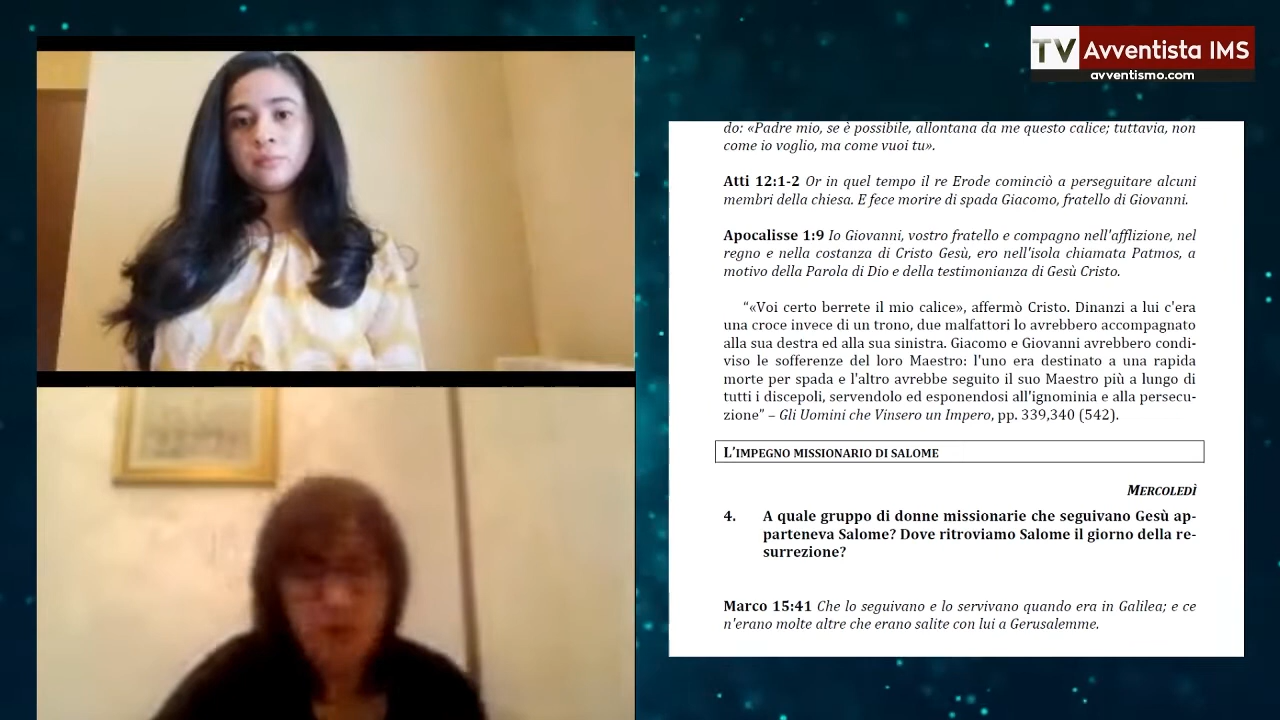 TV Avventista IMS
avventismo.com
do: «Padre mio, se è possibile, allontana da me questo calice; tuttavia, non
come io voglio, ma come vuoi tu».
Atti 12:1-2 Or in quel tempo il re Erode cominciò a perseguitare alcuni
membri della chiesa. E fece morire di spada Giacomo, fratello di Giovanni.
Apocalisse 1:9 Io Giovanni, vostro fratello e compagno nell'afflizione, nel
regno e nella costanza di Cristo Gesù, ero nell'isola chiamata Patmos, a
motivo della Parola di Dio e della testimonianza di Gesù Cristo.
“«Voi certo berrete il mio calice», affermò Cristo. Dinanzi a lui c'era
una croce invece di un trono, due malfattori lo avrebbero accompagnato
alla sua destra ed alla sua sinistra. Giacomo e Giovanni avrebbero condi-
viso le sofferenze del loro Maestro: l'uno era destinato a una rapida
morte per spada e l'altro avrebbe seguito il suo Maestro più a lungo di
tutti i discepoli, servendolo ed esponendosi all'ignominia e alla persecu-
zione” – Gli Uomini che Vinsero un Impero, pp. 339,340 (542).
L'IMPEGNO MISSIONARIO DI SALOME
MERCOLEDÌ
4. A quale gruppo di donne missionarie che seguivano Gesù ap-
parteneva Salome? Dove ritroviamo Salome il giorno della re-
surrezione?
Marco 15:41 Che lo seguivano e lo servivano quando era in Galilea; e ce
n'erano molte altre che erano salite con lui a Gerusalemme.